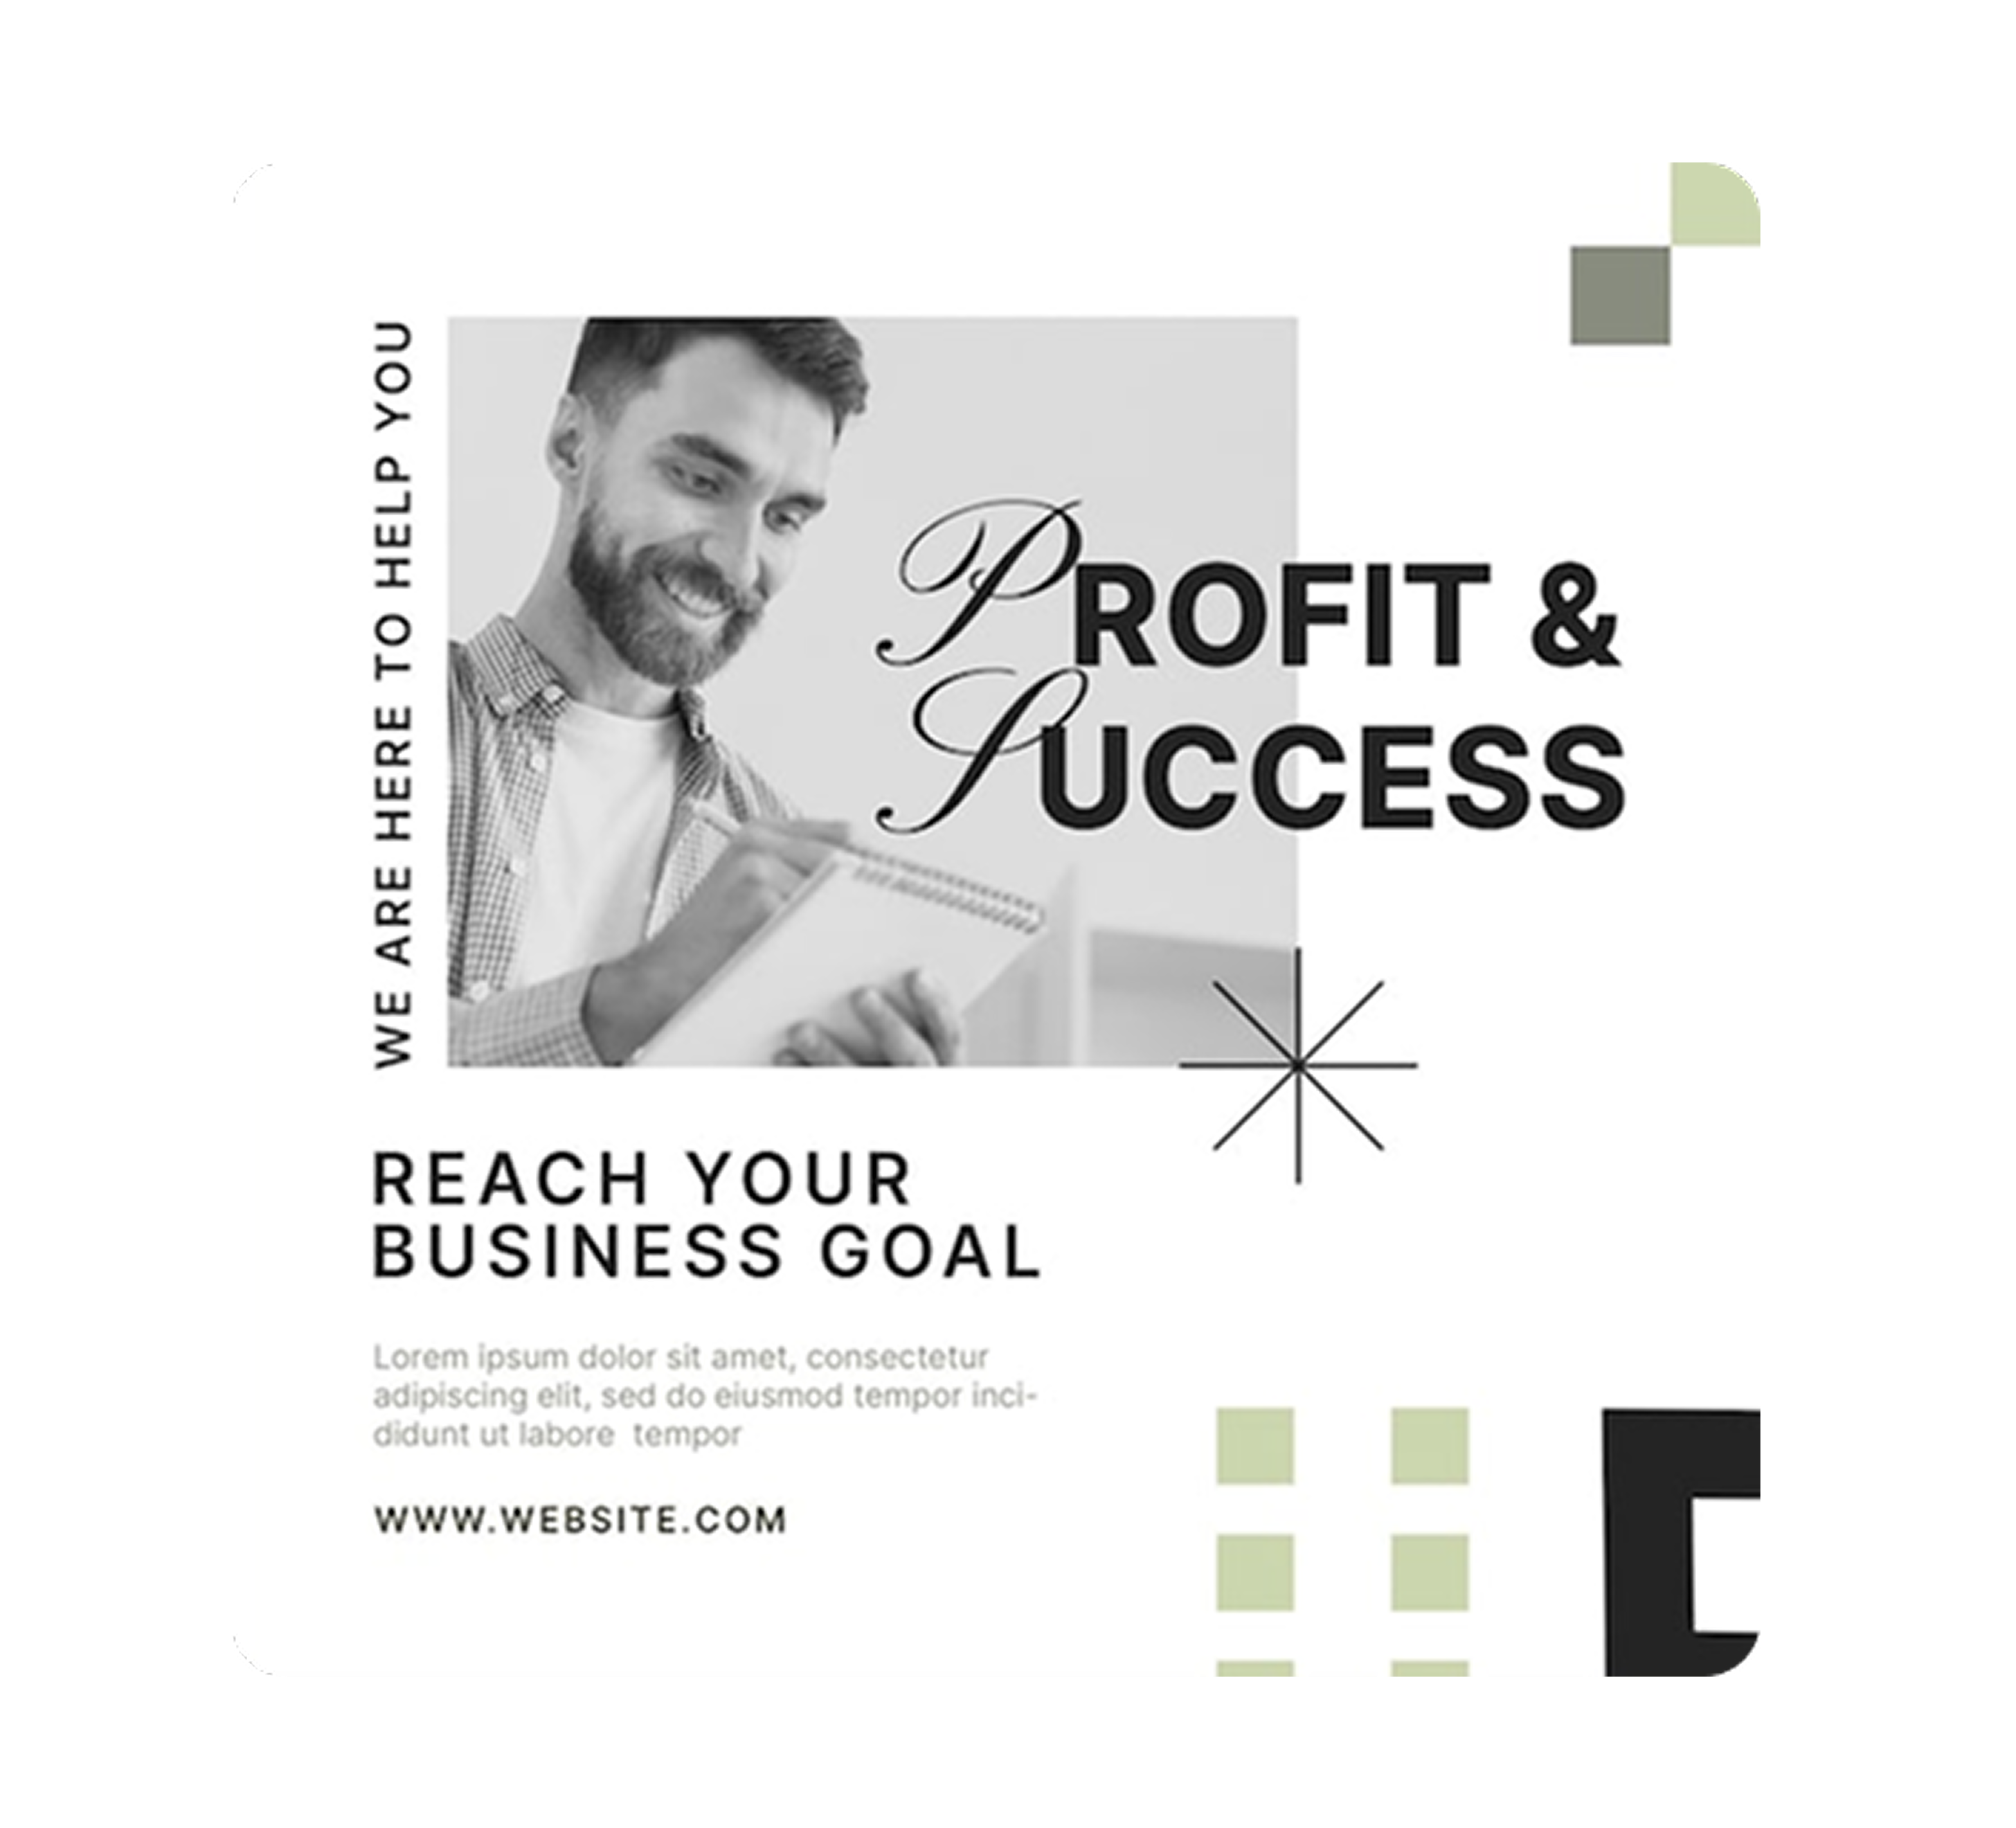 WE ARE HERE TO HELP YOU
PROFIT &
SUCCESS
REACH YOUR
BUSINESS GOAL
Lorem ipsum dolor sit amet, consectetur
adipiscing elit, sed do eiusmod tempor inci-
didunt ut labore  tempor
WWW.WEBSITE.COM